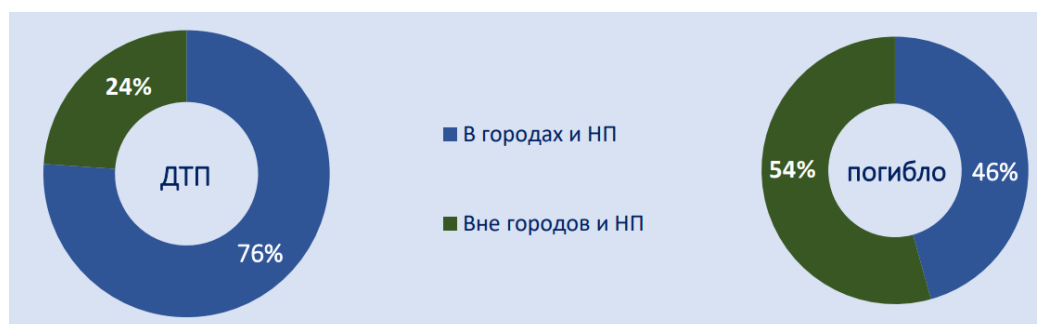 24%
ДТП
76%
В городах и НП
Вне городов и НП
54%
погибло
46%